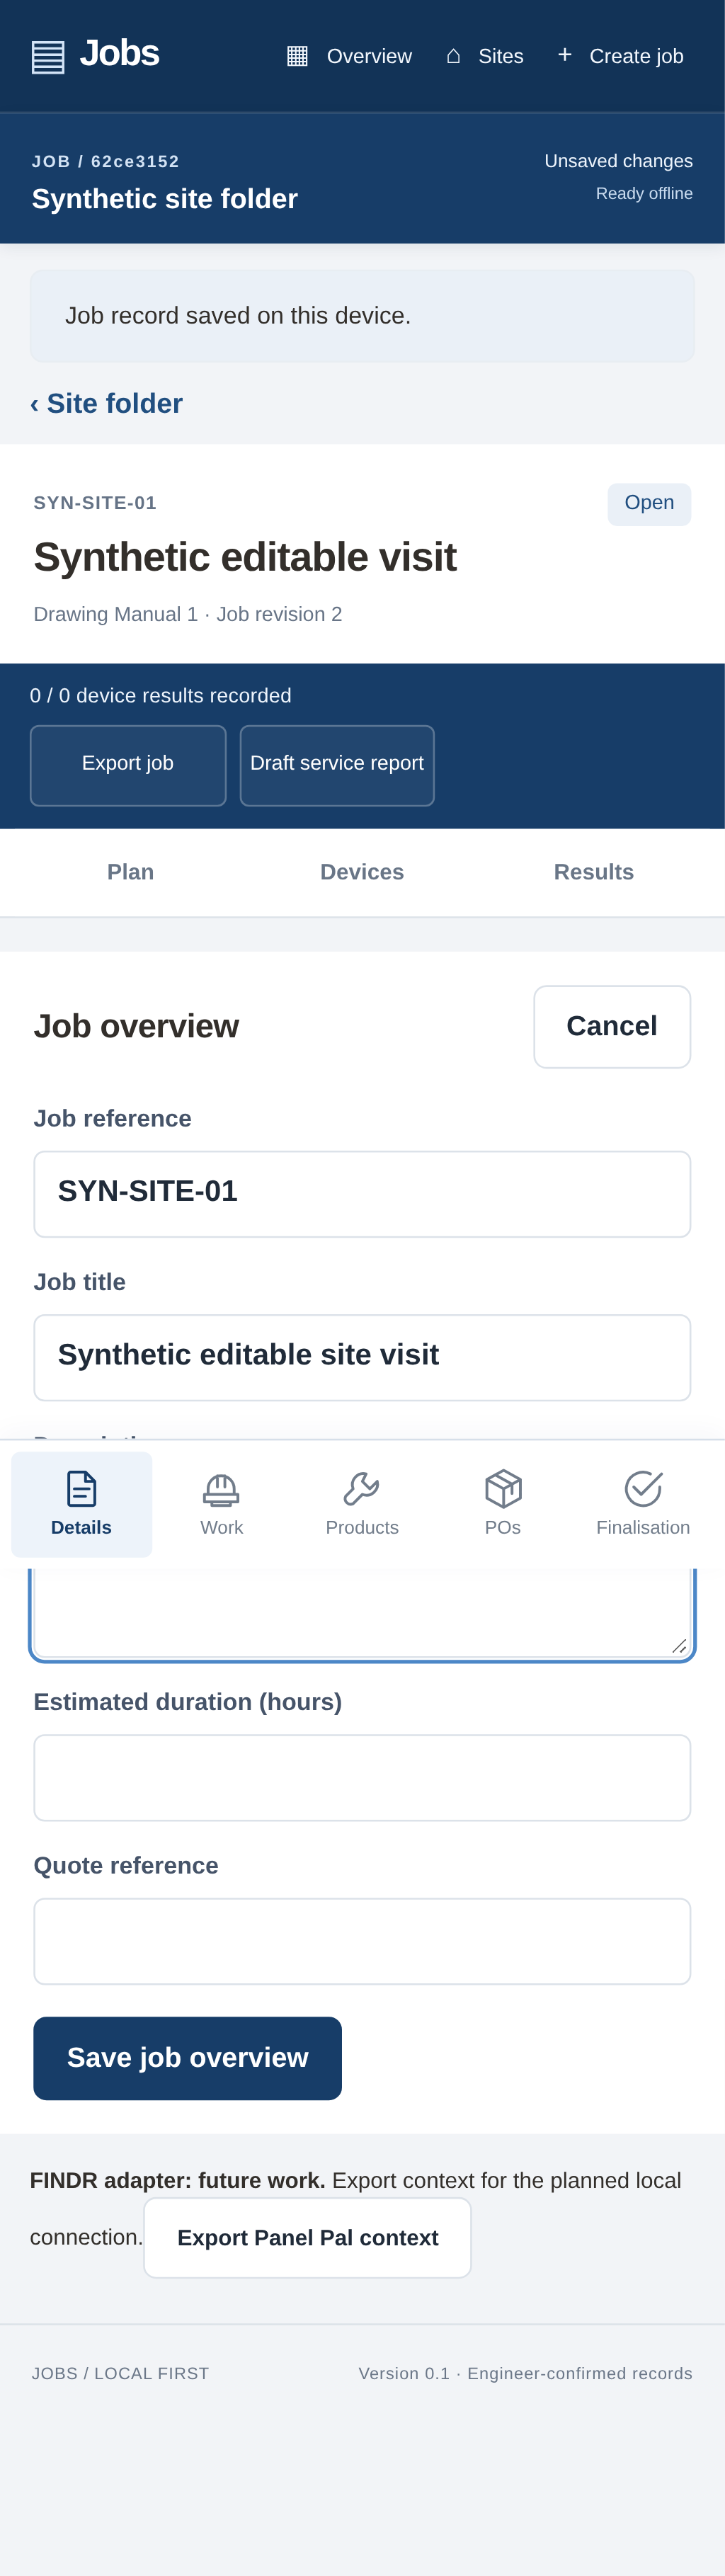 Jobs
Overview
Sites
+ Create job
JOB / 62ce3152
Unsaved changes
Synthetic site folder
Ready offline
Job record saved on this device.
‹ Site folder
SYN-SITE-01
Open
Synthetic editable visit
Drawing Manual 1 · Job revision 2
0 / 0 device results recorded
Export job
Draft service report
Plan
Devices
Results
Job overview
Cancel
Job reference
SYN-SITE-01
Job title
Synthetic editable site visit
Details
Work
Products
POs
Finalisation
Estimated duration (hours)
Quote reference
Save job overview
FINDR adapter: future work. Export context for the planned local
connection.
Export Panel Pal context
JOBS / LOCAL FIRST
Version 0.1 · Engineer-confirmed records